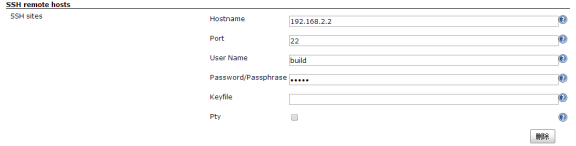 SSH remote hosts
SSH sites
Hostname 192.168.2.2
Port 22
User Name build
Password/Passphrase •••••
Keyfile
Pty
删除